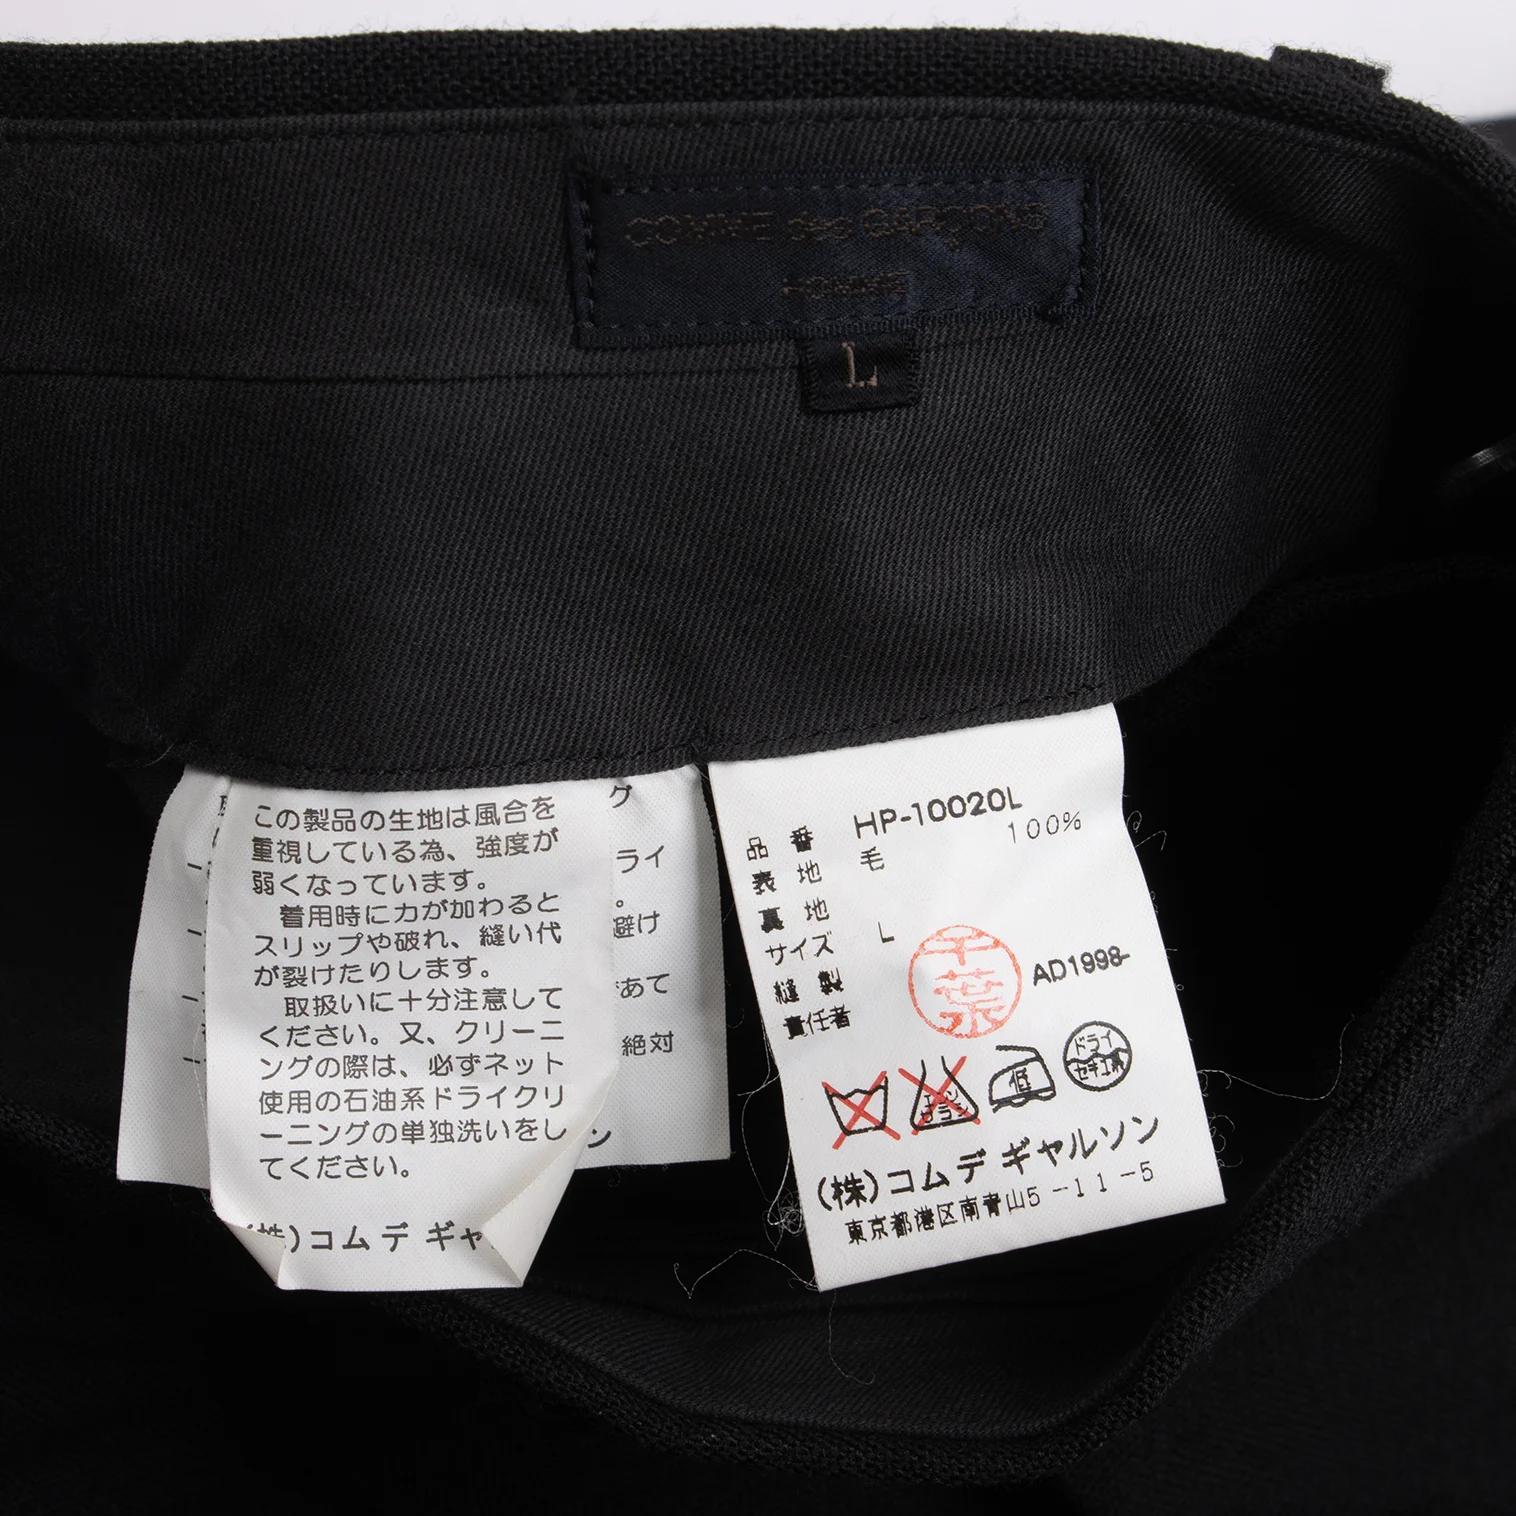 COMME des GARÇONS
HOMME
L
この製品の生地は風合を
重視している為、強度が
弱くなっています。
着用時に力が加わると
スリップや破れ、縫い代
が裂けたりします。
取扱いに十分注意して
ください。又、クリーニ
ングの際は、必ずネット
使用の石油系ドライクリ
ーニングの単独洗いをし
てください。
株)コムデギャ
グ
ライ
。
避け
あて
絶対
ン
品番 HP-10020L
表地 毛 100%
裏地
サイズ L
縫製
責任者
千葉
AD1998
低
ドライ
セキユ系
(株)コムデギャルソン
東京都港区南青山5-11-5